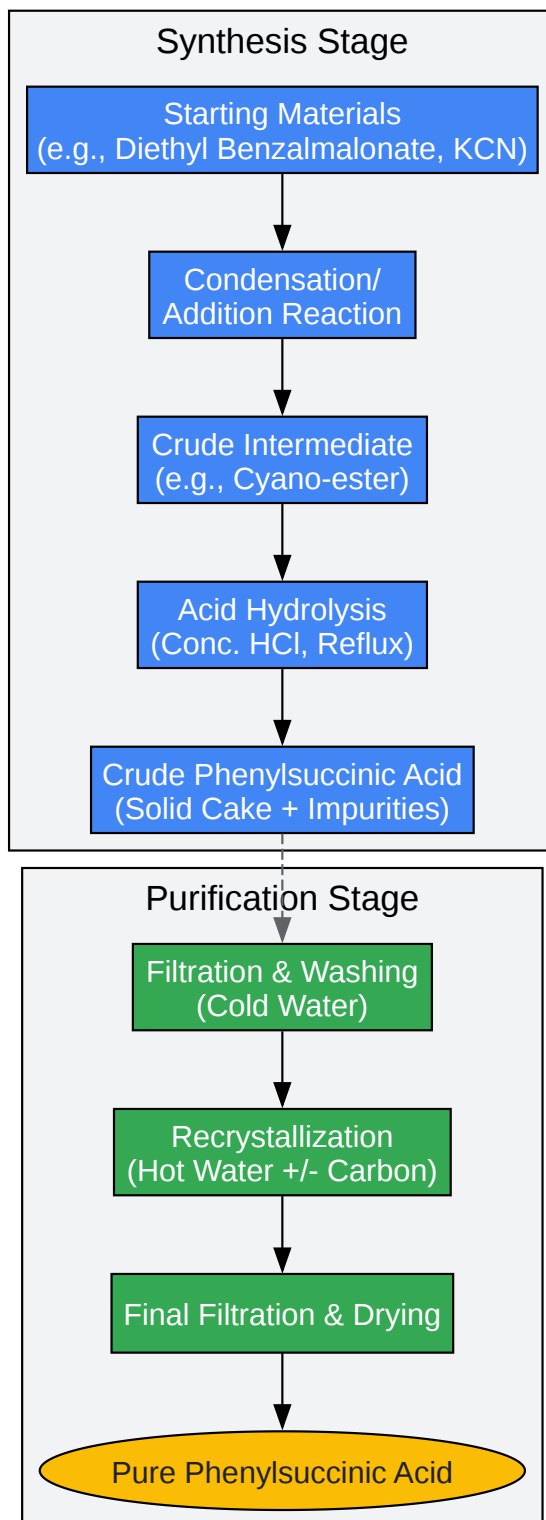 Synthesis Stage
Starting Materials
(e.g., Diethyl Benzalmalonate, KCN)
Condensation/
Addition Reaction
Crude Intermediate
(e.g., Cyano-ester)
Acid Hydrolysis
(Conc. HCl, Reflux)
Crude Phenylsuccinic Acid
(Solid Cake + Impurities)
Purification Stage
Filtration & Washing
(Cold Water)
Recrystallization
(Hot Water +/- Carbon)
Final Filtration & Drying
Pure Phenylsuccinic Acid